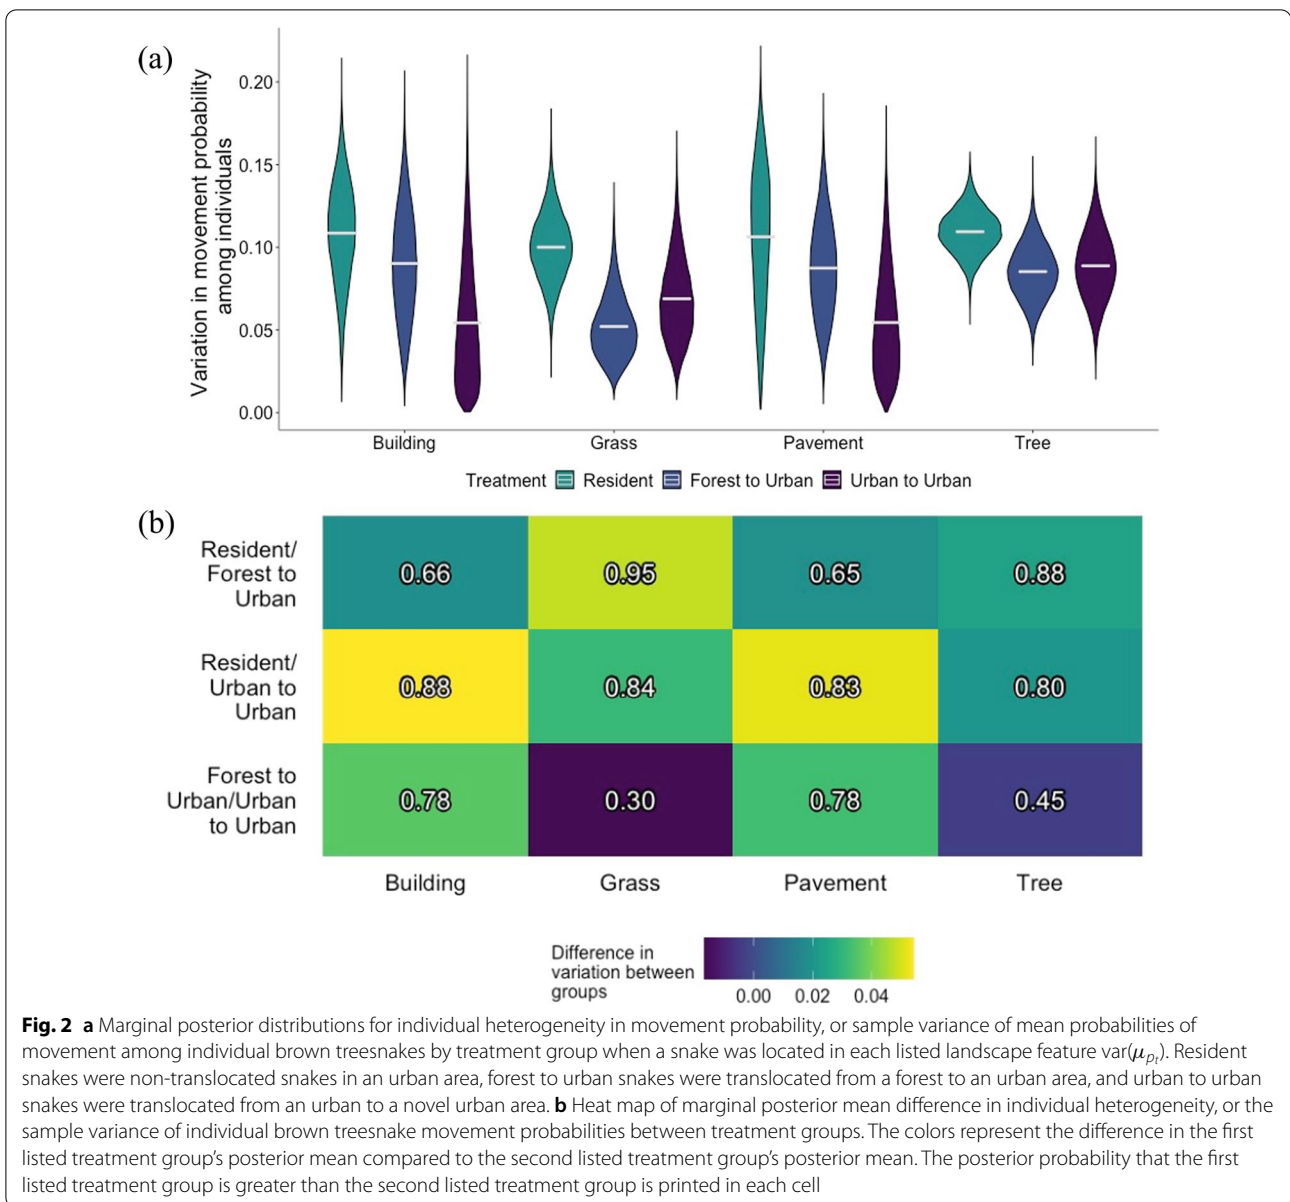 (a)
Variation in movement probability
among individuals
0.20
0.15
0.10
0.05
0.00
Building Grass Pavement Tree
Treatment Resident Forest to Urban Urban to Urban
(b)
Resident/
Forest to
Urban
0.66 0.95 0.65 0.88
Resident/
Urban to
Urban
0.88 0.84 0.83 0.80
Forest to
Urban/Urban
to Urban
0.78 0.30 0.78 0.45
Building Grass Pavement Tree
Difference in
variation between
groups
0.00 0.02 0.04
Fig. 2 a Marginal posterior distributions for individual heterogeneity in movement probability, or sample variance of mean probabilities of
movement among individual brown treesnakes by treatment group when a snake was located in each listed landscape feature var(μ_{p_t}). Resident
snakes were non-translocated snakes in an urban area, forest to urban snakes were translocated from a forest to an urban area, and urban to urban
snakes were translocated from an urban to a novel urban area. b Heat map of marginal posterior mean difference in individual heterogeneity, or the
sample variance of individual brown treesnake movement probabilities between treatment groups. The colors represent the difference in the first
listed treatment group's posterior mean compared to the second listed treatment group's posterior mean. The posterior probability that the first
listed treatment group is greater than the second listed treatment group is printed in each cell